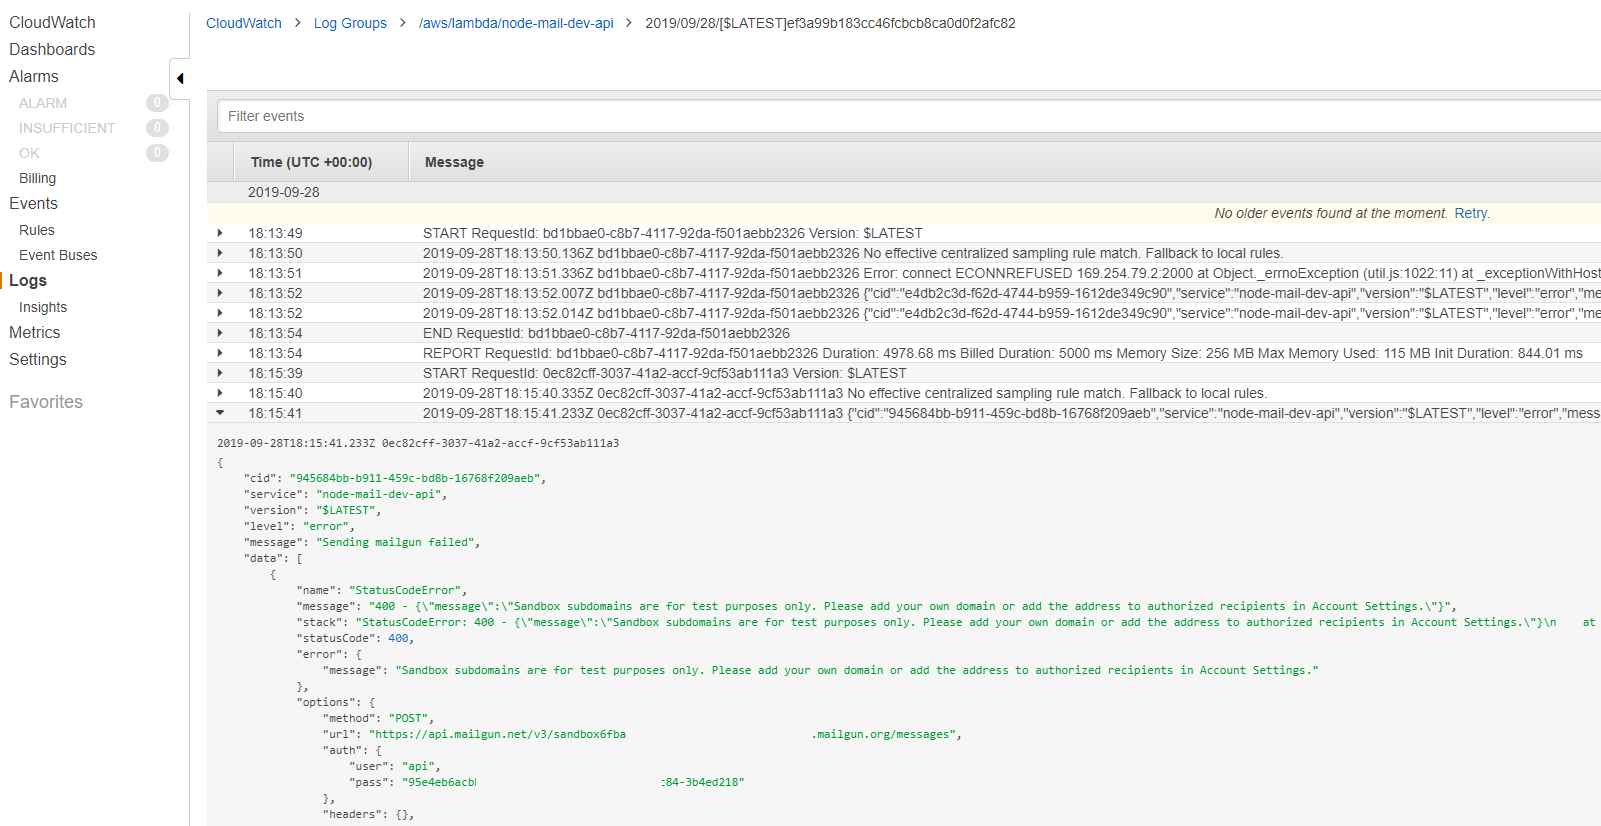 CloudWatch
Dashboards
Alarms
ALARM 0
INSUFFICIENT 0
OK 0
Billing
Events
Rules
Event Buses
Logs
Insights
Metrics
Settings
Favorites
CloudWatch > Log Groups > /aws/lambda/node-mail-dev-api > 2019/09/28/[$LATEST]ef3a99b183cc46fcbcb8ca0d0f2afc82
Filter events
Time (UTC +00:00) Message
2019-09-28
No older events found at the moment. Retry.
18:13:49 START RequestId: bd1bbae0-c8b7-4117-92da-f501aebb2326 Version: $LATEST
18:13:50 2019-09-28T18:13:50.136Z bd1bbae0-c8b7-4117-92da-f501aebb2326 No effective centralized sampling rule match. Fallback to local rules.
18:13:51 2019-09-28T18:13:51.336Z bd1bbae0-c8b7-4117-92da-f501aebb2326 Error: connect ECONNREFUSED 169.254.79.2:2000 at Object._errnoException (util.js:1022:11) at _exceptionWithHost
18:13:52 2019-09-28T18:13:52.007Z bd1bbae0-c8b7-4117-92da-f501aebb2326 {"cid":"e4db2c3d-f62d-4744-b959-1612de349c90","service":"node-mail-dev-api","version":"$LATEST","level":"error","me
18:13:52 2019-09-28T18:13:52.014Z bd1bbae0-c8b7-4117-92da-f501aebb2326 {"cid":"e4db2c3d-f62d-4744-b959-1612de349c90","service":"node-mail-dev-api","version":"$LATEST","level":"error","me
18:13:54 END RequestId: bd1bbae0-c8b7-4117-92da-f501aebb2326
18:13:54 REPORT RequestId: bd1bbae0-c8b7-4117-92da-f501aebb2326 Duration: 4978.68 ms Billed Duration: 5000 ms Memory Size: 256 MB Max Memory Used: 115 MB Init Duration: 844.01 ms
18:15:39 START RequestId: 0ec82cff-3037-41a2-accf-9cf53ab111a3 Version: $LATEST
18:15:40 2019-09-28T18:15:40.335Z 0ec82cff-3037-41a2-accf-9cf53ab111a3 No effective centralized sampling rule match. Fallback to local rules.
18:15:41 2019-09-28T18:15:41.233Z 0ec82cff-3037-41a2-accf-9cf53ab111a3 {"cid":"945684bb-b911-459c-bd8b-16768f209aeb","service":"node-mail-dev-api","version":"$LATEST","level":"error","mess
2019-09-28T18:15:41.233Z 0ec82cff-3037-41a2-accf-9cf53ab111a3
{
"cid": "945684bb-b911-459c-bd8b-16768f209aeb",
"service": "node-mail-dev-api",
"version": "$LATEST",
"level": "error",
"message": "Sending mailgun failed",
"data": [
{
"name": "StatusCodeError",
"message": "400 - {\"message\":\"Sandbox subdomains are for test purposes only. Please add your own domain or add the address to authorized recipients in Account Settings.\"}",
"stack": "StatusCodeError: 400 - {\"message\":\"Sandbox subdomains are for test purposes only. Please add your own domain or add the address to authorized recipients in Account Settings.\"}\n at
"statusCode": 400,
"error": {
"message": "Sandbox subdomains are for test purposes only. Please add your own domain or add the address to authorized recipients in Account Settings."
},
"options": {
"method": "POST",
"url": "https://api.mailgun.net/v3/sandbox6fba .mailgun.org/messages",
"auth": {
"user": "api",
"pass": "95e4eb6acb :84-3b4ed218"
},
"headers": {},